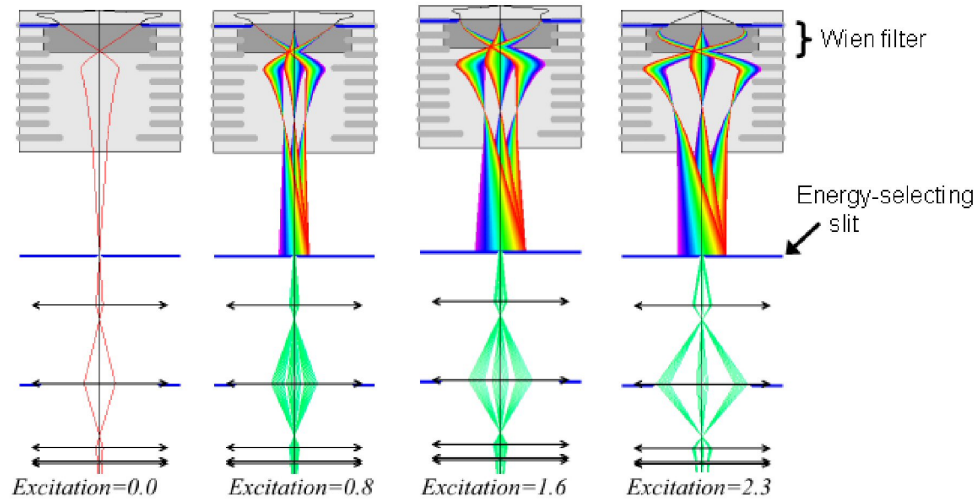 Wien filter
Energy-selecting
slit
Excitation=0.0
Excitation=0.8
Excitation=1.6
Excitation=2.3